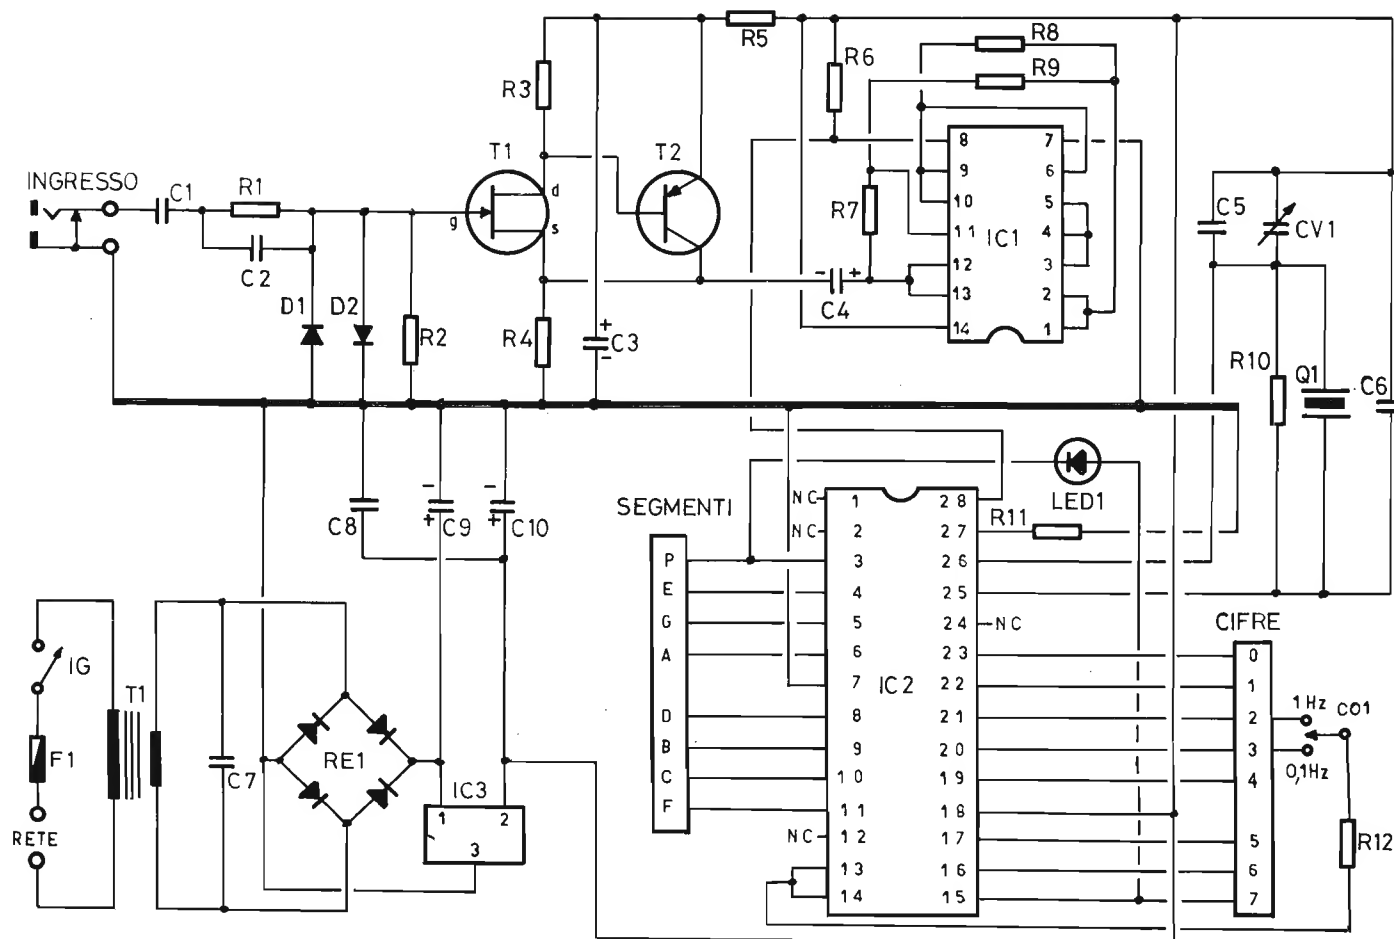 INGRESSO
C1
R1
C2
D1
D2
R2
T1
g
d
s
R3
R4
T2
C3
+
-
R5
R6
R7
R8
R9
- +
C4
IC1
8 7
9 6
10 5
11 4
12 3
13 2
14 1
C5
CV1
R10
Q1
C6
C8
- + C9
- + C10
SEGMENTI
P
E
G
A
D
B
C
F
NC
NC
NC
IC2
1 28
2 27
3 26
4 25
5 24
6 23
7 22
8 21
9 20
10 19
11 18
12 17
13 16
14 15
LED1
R11
NC
CIFRE
0
1
2
3
4
5
6
7
1Hz
0,1Hz
CO1
R12
IG
F1
RETE
T1
C7
RE1
IC3
1 2
3